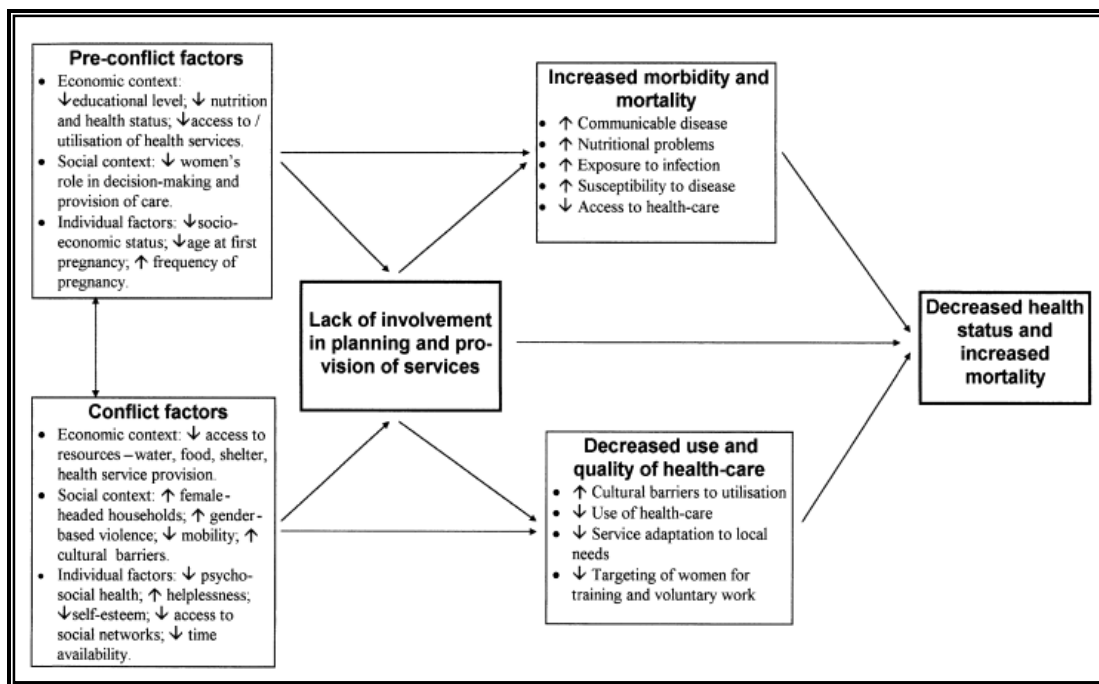 Pre-conflict factors
• Economic context:
↓educational level; ↓ nutrition
and health status; ↓access to /
utilisation of health services.
• Social context: ↓ women's
role in decision-making and
provision of care.
• Individual factors: ↓socio-
economic status; ↓age at first
pregnancy; ↑ frequency of
pregnancy.
Increased morbidity and
mortality
• ↑ Communicable disease
• ↑ Nutritional problems
• ↑ Exposure to infection
• ↑ Susceptibility to disease
• ↓ Access to health-care
Lack of involvement
in planning and pro-
vision of services
Decreased health
status and
increased
mortality
Conflict factors
• Economic context: ↓ access to
resources – water, food, shelter,
health service provision.
• Social context: ↑ female-
headed households; ↑ gender-
based violence; ↓ mobility; ↑
cultural barriers.
• Individual factors: ↓ psycho-
social health; ↑ helplessness;
↓self-esteem; ↓ access to
social networks; ↓ time
availability.
Decreased use and
quality of health-care
• ↑ Cultural barriers to utilisation
• ↓ Use of health-care
• ↓ Service adaptation to local
needs
• ↓ Targeting of women for
training and voluntary work